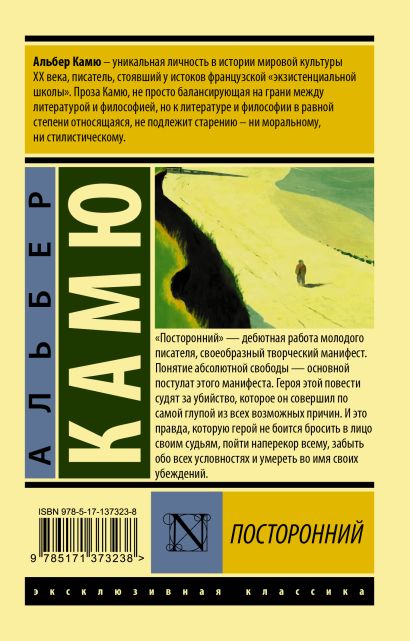 Альбер Камю – уникальная личность в истории мировой культуры
XX века, писатель, стоявший у истоков французской «экзистенциальной
школы». Проза Камю, не просто балансирующая на грани между
литературой и философией, но к литературе и философии в равной
степени относящаяся, не подлежит старению – ни моральному,
ни стилистическому.
АЛЬБЕР
КАМЮ
«Посторонний» — дебютная работа молодого
писателя, своеобразный творческий манифест.
Понятие абсолютной свободы — основной
постулат этого манифеста. Героя этой повести
судят за убийство, которое он совершил по
самой глупой из всех возможных причин. И это
правда, которую герой не боится бросить в лицо
своим судьям, пойти наперекор всему, забыть
обо всех условностях и умереть во имя своих
убеждений.
ISBN 978-5-17-137323-8
9 785171 373238 >
N
ПОСТОРОННИЙ
эксклюзивная классика